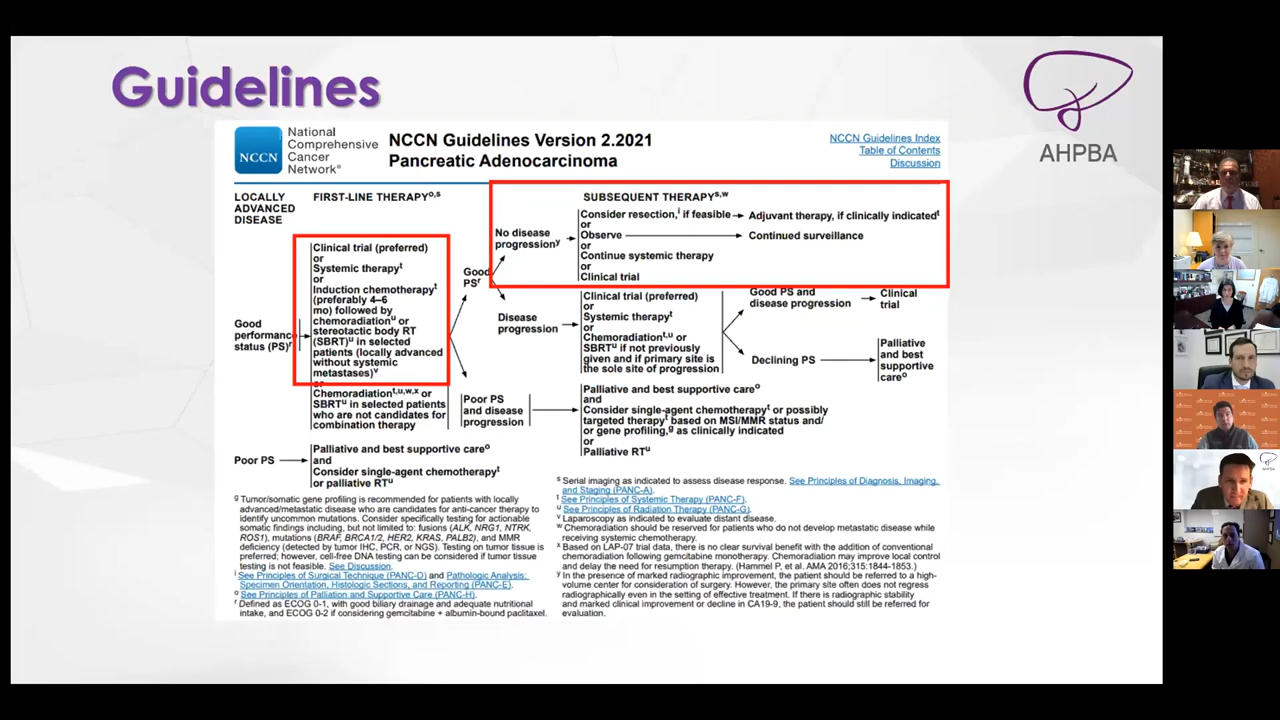 Guidelines
AHPBA
NCCN
National
Comprehensive
Cancer
Network®
NCCN Guidelines Version 2.2021
Pancreatic Adenocarcinoma
NCCN Guidelines Index
Table of Contents
Discussion
LOCALLY
ADVANCED
DISEASE
FIRST-LINE THERAPYo,s
SUBSEQUENT THERAPYs,w
Good
performance
status (PS)r
Clinical trial (preferred)
or
Systemic therapyt
or
Induction chemotherapyt
(preferably 4–6
mo) followed by
chemoradiationu or
stereotactic body RT
(SBRT)u in selected
patients (locally advanced
without systemic
metastases)v
or
Chemoradiationt,u,w,x or
SBRTu in selected patients
who are not candidates for
combination therapy
Good
PSr
No disease
progressiony
Consider resection,i if feasible
or
Observe
or
Continue systemic therapy
or
Clinical trial
Adjuvant therapy, if clinically indicatedt
Continued surveillance
Disease
progression
Clinical trial (preferred)
or
Systemic therapyt
or
Chemoradiationt,u or
SBRTu if not previously
given and if primary site is
the sole site of progression
Good PS and
disease progression
Clinical
trial
Declining PS
Palliative
and best
supportive
careo
Poor PS
and disease
progression
Palliative and best supportive careo
and
Consider single-agent chemotherapyt or possibly
targeted therapyt based on MSI/MMR status and/
or gene profiling,g as clinically indicated
or
Palliative RTu
Poor PS
Palliative and best supportive careo
and
Consider single-agent chemotherapyt
or palliative RTu
g Tumor/somatic gene profiling is recommended for patients with locally
advanced/metastatic disease who are candidates for anti-cancer therapy to
identify uncommon mutations. Consider specifically testing for actionable
somatic findings including, but not limited to: fusions (ALK, NRG1, NTRK,
ROS1), mutations (BRAF, BRCA1/2, HER2, KRAS, PALB2), and MMR
deficiency (detected by tumor IHC, PCR, or NGS). Testing on tumor tissue is
preferred; however, cell-free DNA testing can be considered if tumor tissue
testing is not feasible. See Discussion.
i See Principles of Surgical Technique (PANC-D) and Pathologic Analysis:
Specimen Orientation, Histologic Sections, and Reporting (PANC-E).
o See Principles of Palliation and Supportive Care (PANC-H).
r Defined as ECOG 0-1, with good biliary drainage and adequate nutritional
intake, and ECOG 0-2 if considering gemcitabine + albumin-bound paclitaxel.
s Serial imaging as indicated to assess disease response. See Principles of Diagnosis, Imaging,
and Staging (PANC-A).
t See Principles of Systemic Therapy (PANC-F).
u See Principles of Radiation Therapy (PANC-G).
v Laparoscopy as indicated to evaluate distant disease.
w Chemoradiation should be reserved for patients who do not develop metastatic disease while
receiving systemic chemotherapy.
x Based on LAP-07 trial data, there is no clear survival benefit with the addition of conventional
chemoradiation following gemcitabine monotherapy. Chemoradiation may improve local control
and delay the need for resumption therapy. (Hammel P, et al. AMA 2016;315:1844-1853.)
y In the presence of marked radiographic improvement, the patient should be referred to a high-
volume center for consideration of surgery. However, the primary site often does not regress
radiographically even in the setting of effective treatment. If there is radiographic stability
and marked clinical improvement or decline in CA19-9, the patient should still be referred for
evaluation.